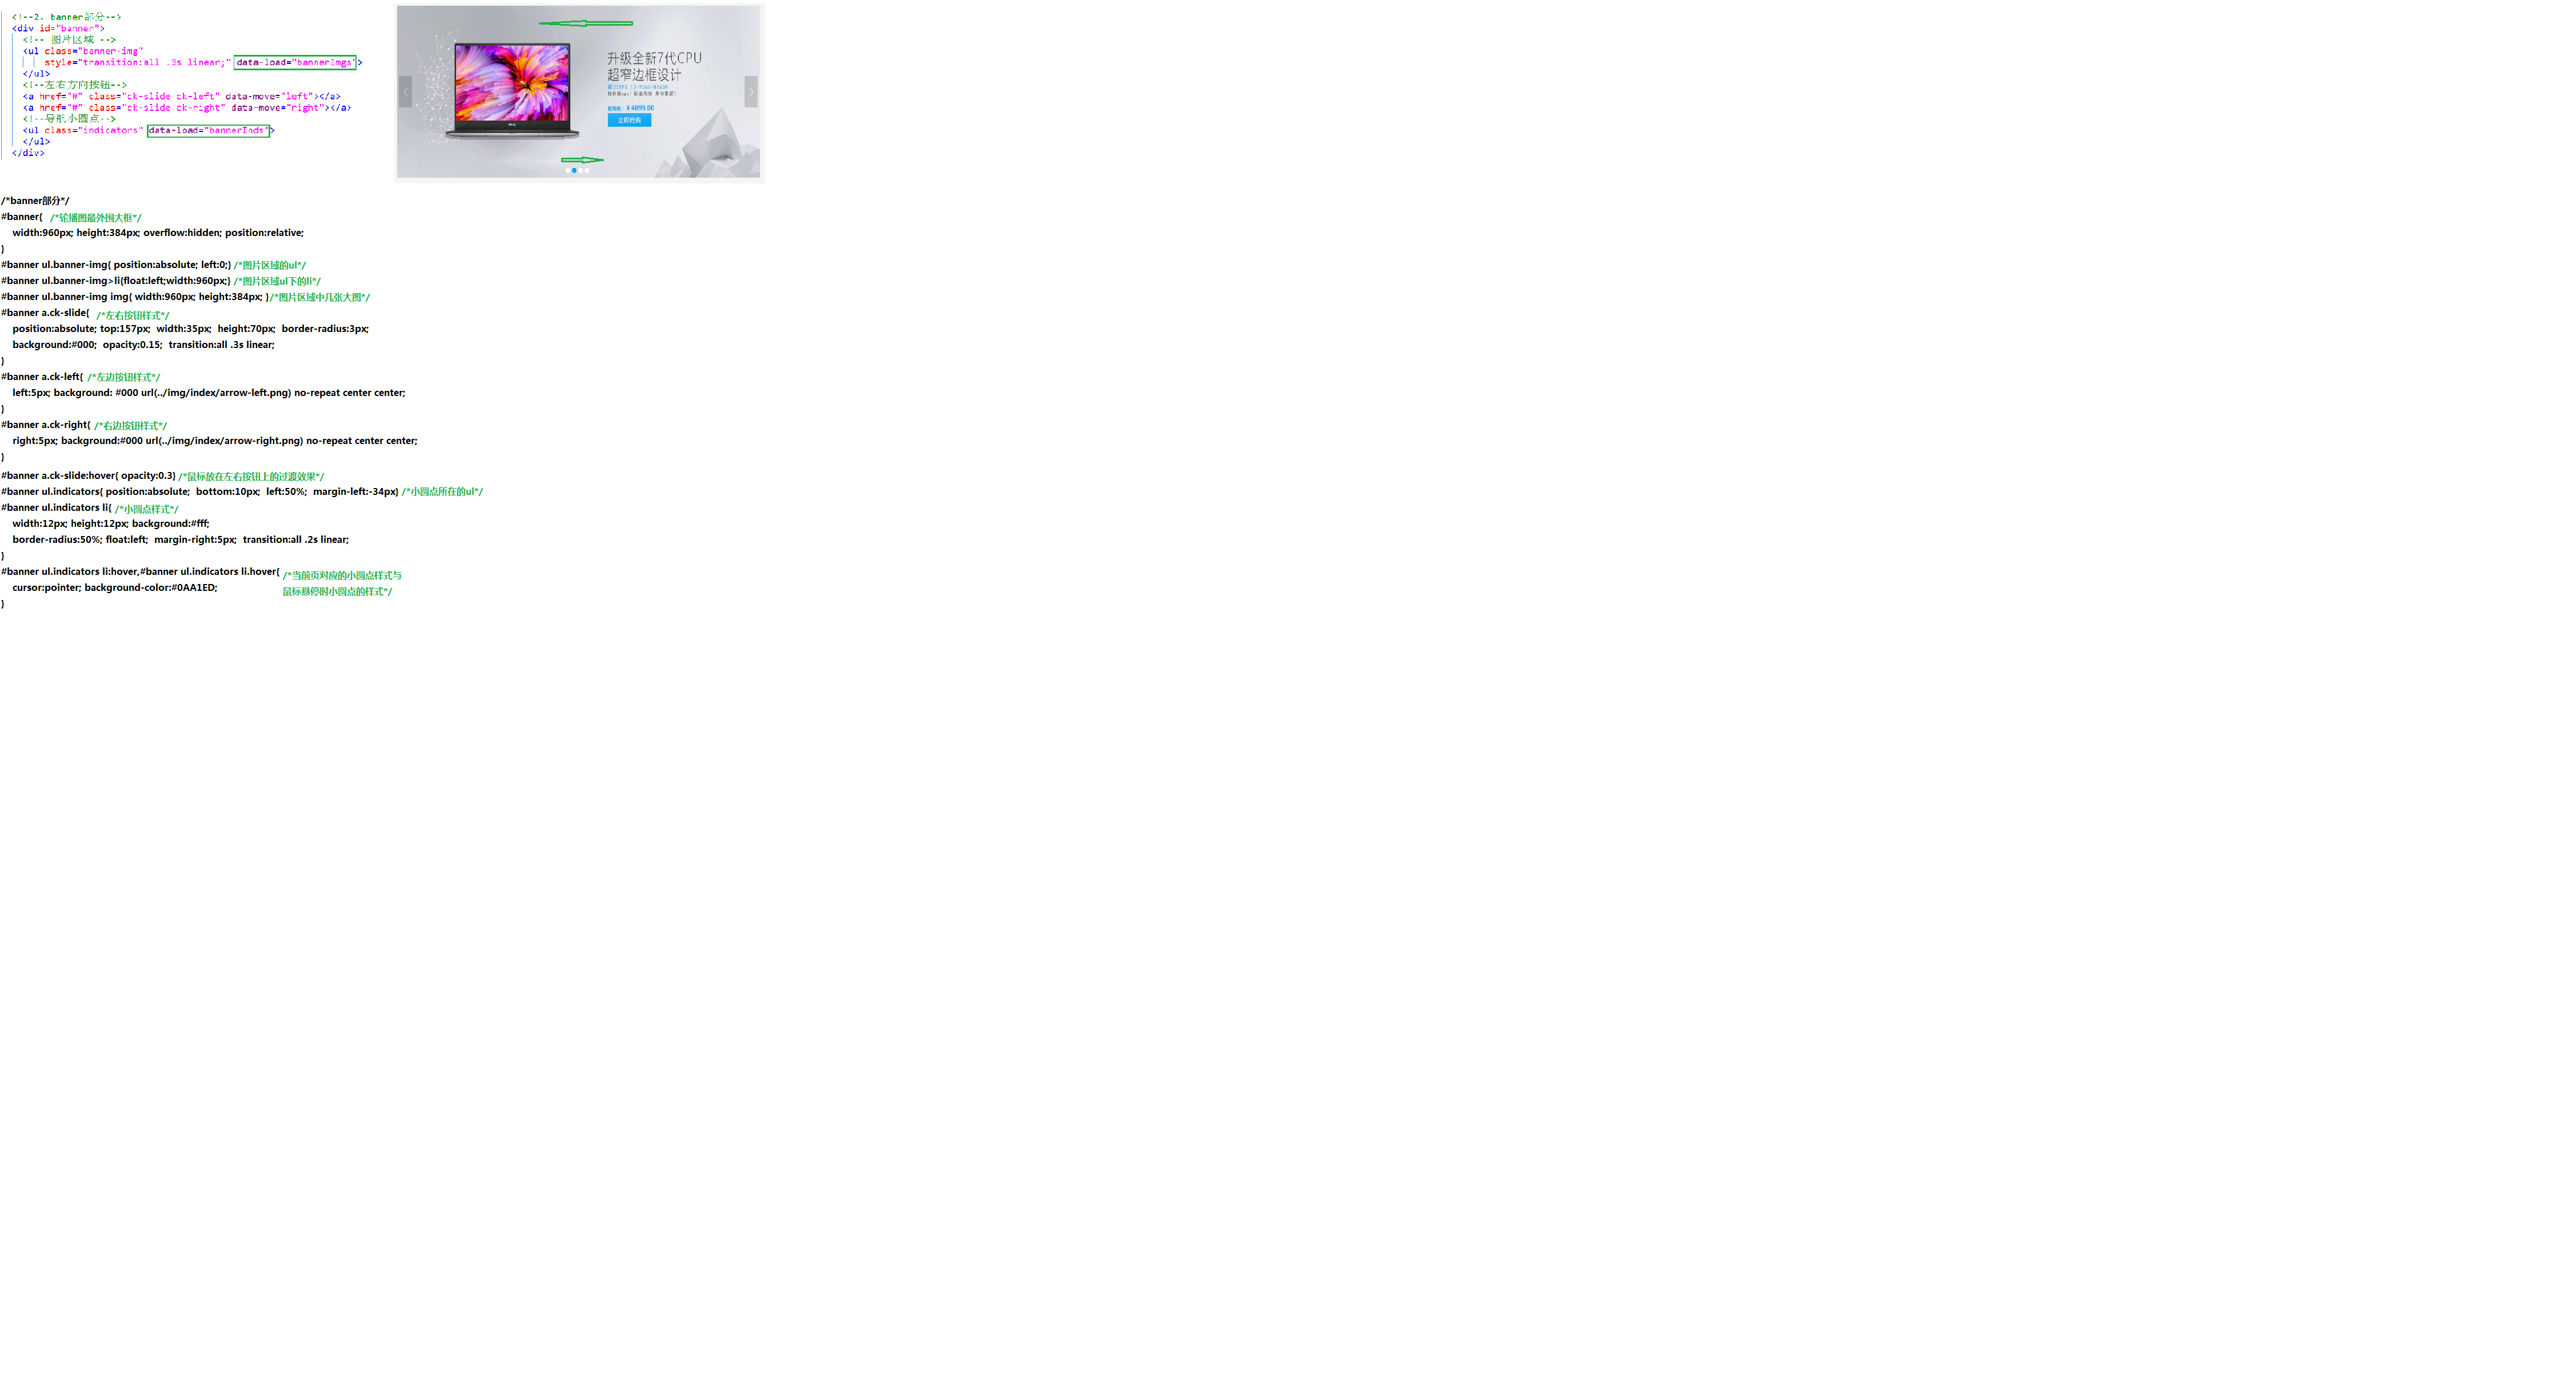 <!--2. banner部分-->
<div id="banner">
<!-- 图片区域 -->
<ul class="banner-img"
style="transition:all .3s linear;" data-load="bannerImgs">
</ul>
<!--左右方向按钮-->
<a href="#" class="ck-slide ck-left" data-move="left"></a>
<a href="#" class="ck-slide ck-right" data-move="right"></a>
<!--导航小圆点-->
<ul class="indicators" data-load="bannerInds">
</ul>
</div>
升级全新7代CPU
超窄边框设计
¥4899.00
立即抢购
/*banner部分*/
#banner{ /*轮播图最外围大框*/
width:960px; height:384px; overflow:hidden; position:relative;
}
#banner ul.banner-img{ position:absolute; left:0;} /*图片区域的ul*/
#banner ul.banner-img>li{float:left;width:960px;} /*图片区域ul下的li*/
#banner ul.banner-img img{ width:960px; height:384px; }/*图片区域中几张大图*/
#banner a.ck-slide{ /*左右按钮样式*/
position:absolute; top:157px; width:35px; height:70px; border-radius:3px;
background:#000; opacity:0.15; transition:all .3s linear;
}
#banner a.ck-left{ /*左边按钮样式*/
left:5px; background: #000 url(../img/index/arrow-left.png) no-repeat center center;
}
#banner a.ck-right{ /*右边按钮样式*/
right:5px; background:#000 url(../img/index/arrow-right.png) no-repeat center center;
}
#banner a.ck-slide:hover{ opacity:0.3} /*鼠标放在左右按钮上的过渡效果*/
#banner ul.indicators{ position:absolute; bottom:10px; left:50%; margin-left:-34px} /*小圆点所在的ul*/
#banner ul.indicators li{ /*小圆点样式*/
width:12px; height:12px; background:#fff;
border-radius:50%; float:left; margin-right:5px; transition:all .2s linear;
}
#banner ul.indicators li:hover,#banner ul.indicators li.hover{ /*当前页对应的小圆点样式与
cursor:pointer; background-color:#0AA1ED; 鼠标悬停时小圆点的样式*/
}